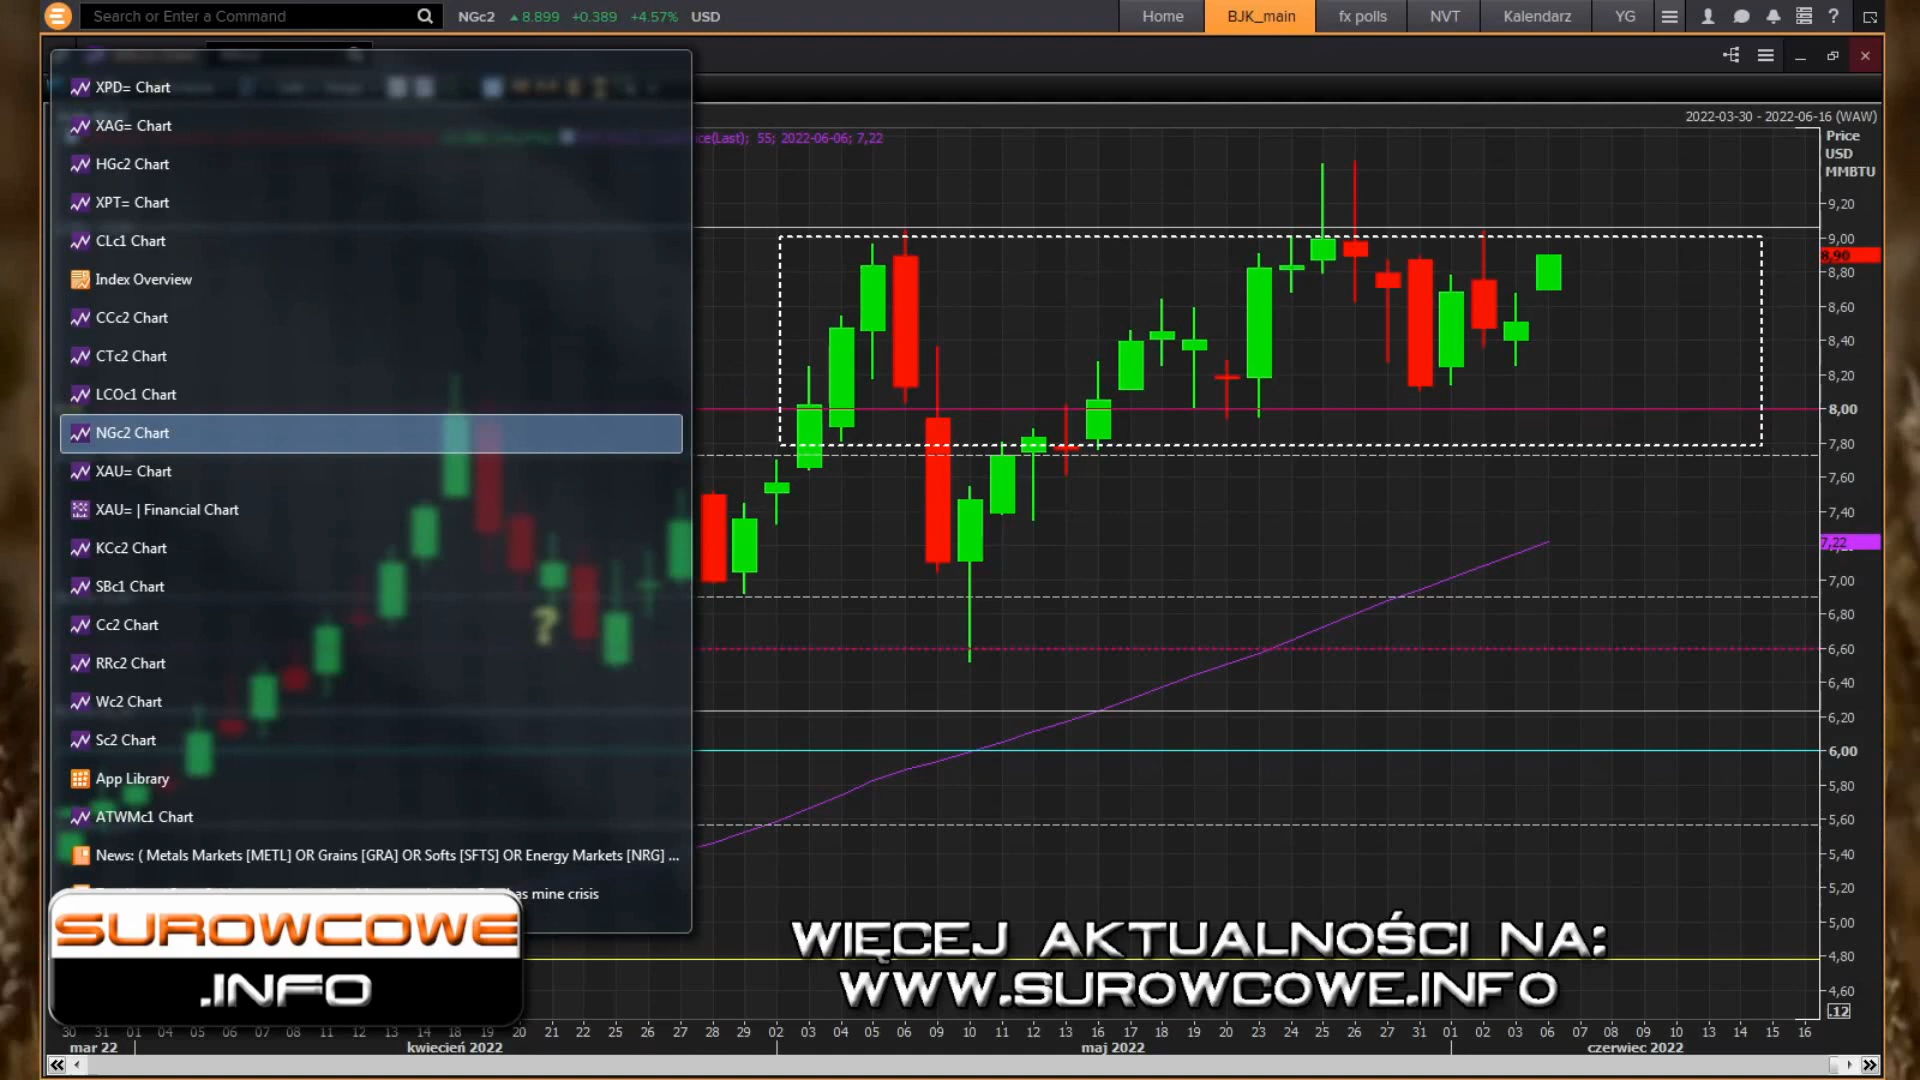 Search or Enter a Command
NGc2 ▲8.899 +0.389 +4.57% USD
Home
BJK_main
fx polls
NVT
Kalendarz
YG
?
2022-03-30 - 2022-06-16 (WAW)
ce(Last); 55; 2022-06-06; 7,22
XPD= Chart
XAG= Chart
HGc2 Chart
XPT= Chart
CLc1 Chart
Index Overview
CCc2 Chart
CTc2 Chart
LCOc1 Chart
NGc2 Chart
XAU= Chart
XAU= | Financial Chart
KCc2 Chart
SBc1 Chart
Cc2 Chart
RRc2 Chart
Wc2 Chart
Sc2 Chart
App Library
ATWMc1 Chart
News: ( Metals Markets [METL] OR Grains [GRA] OR Softs [SFTS] OR Energy Markets [NRG] ...
as mine crisis
?
Price
USD
MMBTU
9,20
9,00
8,90
8,80
8,60
8,40
8,20
8,00
7,80
7,60
7,40
7,22
7,00
6,80
6,60
6,40
6,20
6,00
5,80
5,60
5,40
5,20
5,00
4,80
4,60
.12
SUROWCOWE
.INFO
WIĘCEJ AKTUALNOŚCI NA:
WWW.SUROWCOWE.INFO
30 31 01 04 05 06 07 08 11 12 13 14 18 19 20 21 22 25 26 27 28 29 02 03 04 05 06 09 10 11 12 13 16 17 18 19 20 23 24 25 26 27 31 01 02 03 06 07 08 09 10 13 14 15 16
mar 22 kwiecień 2022 maj 2022 czerwiec 2022